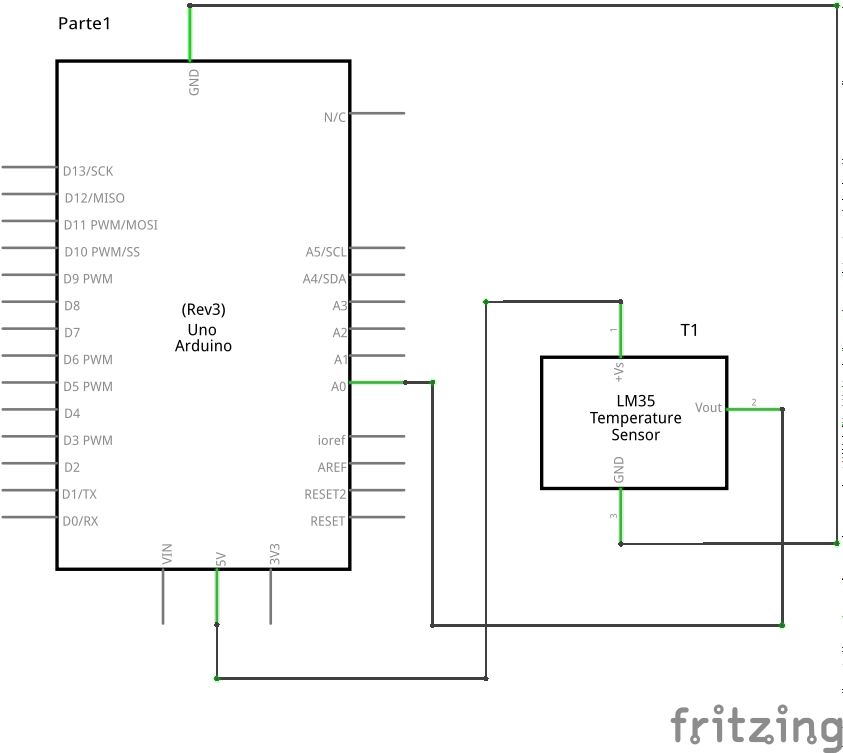 Parte1
GND
N/C
D13/SCK
D12/MISO
D11 PWM/MOSI
D10 PWM/SS
D9 PWM
D8
D7
D6 PWM
D5 PWM
D4
D3 PWM
D2
D1/TX
D0/RX
(Rev3)
Uno
Arduino
A5/SCL
A4/SDA
A3
A2
A1
A0
ioref
AREF
RESET2
RESET
VIN
5V
3V3
T1
1
+Vs
LM35
Temperature
Sensor
Vout
2
GND
3
fritzing